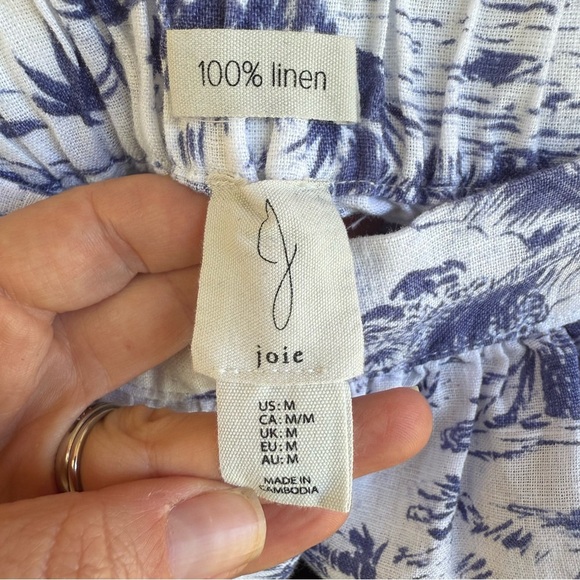 100% linen
joie
US: M
CA: M/M
UK: M
EU: M
AU: M
MADE IN
CAMBODIA